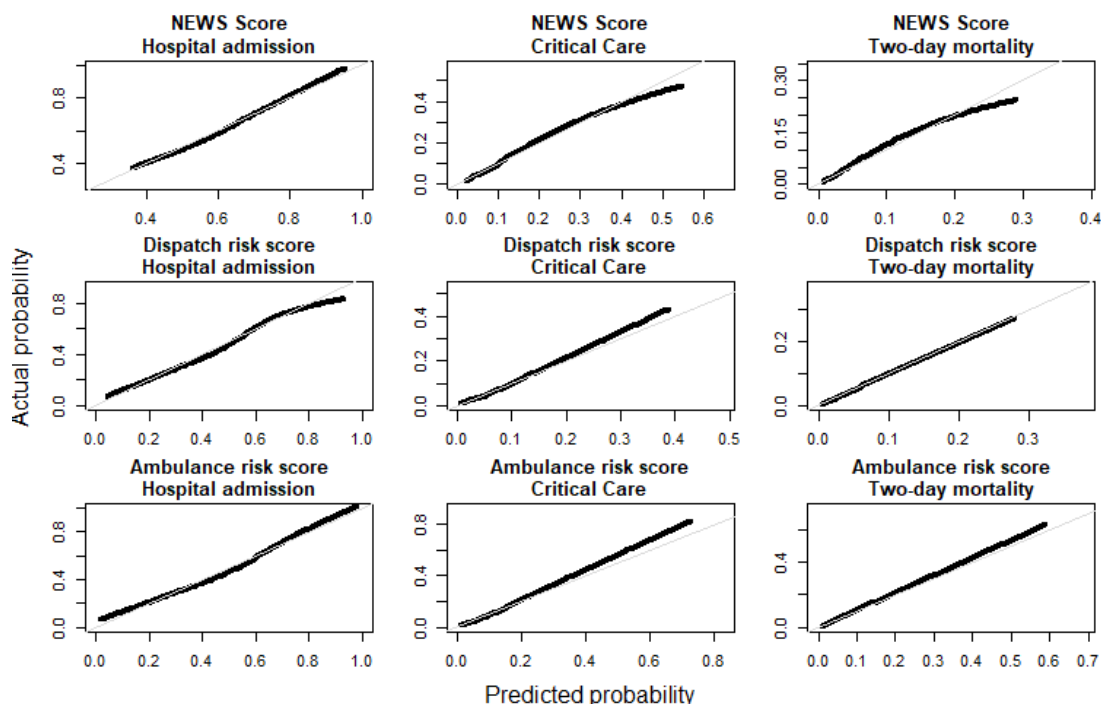 NEWS Score
Hospital admission
NEWS Score
Critical Care
NEWS Score
Two-day mortality
0.4 0.8
0.4 0.6 0.8 1.0
0.0 0.2 0.4
0.0 0.1 0.2 0.3 0.4 0.5 0.6
0.00 0.15 0.30
0.0 0.1 0.2 0.3 0.4
Dispatch risk score
Hospital admission
Dispatch risk score
Critical Care
Dispatch risk score
Two-day mortality
Actual probability
0.0 0.4 0.8
0.0 0.2 0.4 0.6 0.8 1.0
0.0 0.2 0.4
0.0 0.1 0.2 0.3 0.4 0.5
0.0 0.2
0.0 0.1 0.2 0.3
Ambulance risk score
Hospital admission
Ambulance risk score
Critical Care
Ambulance risk score
Two-day mortality
0.0 0.4 0.8
0.0 0.2 0.4 0.6 0.8 1.0
0.0 0.4 0.8
0.0 0.2 0.4 0.6 0.8
0.0 0.4
0.0 0.1 0.2 0.3 0.4 0.5 0.6 0.7
Predicted probability